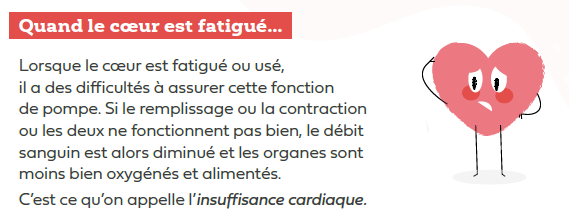 Quand le cœur est fatigué...
Lorsque le cœur est fatigué ou usé,
il a des difficultés à assurer cette fonction
de pompe. Si le remplissage ou la contraction
ou les deux ne fonctionnent pas bien, le débit
sanguin est alors diminué et les organes sont
moins bien oxygénés et alimentés.
C'est ce qu'on appelle l'insuffisance cardiaque.